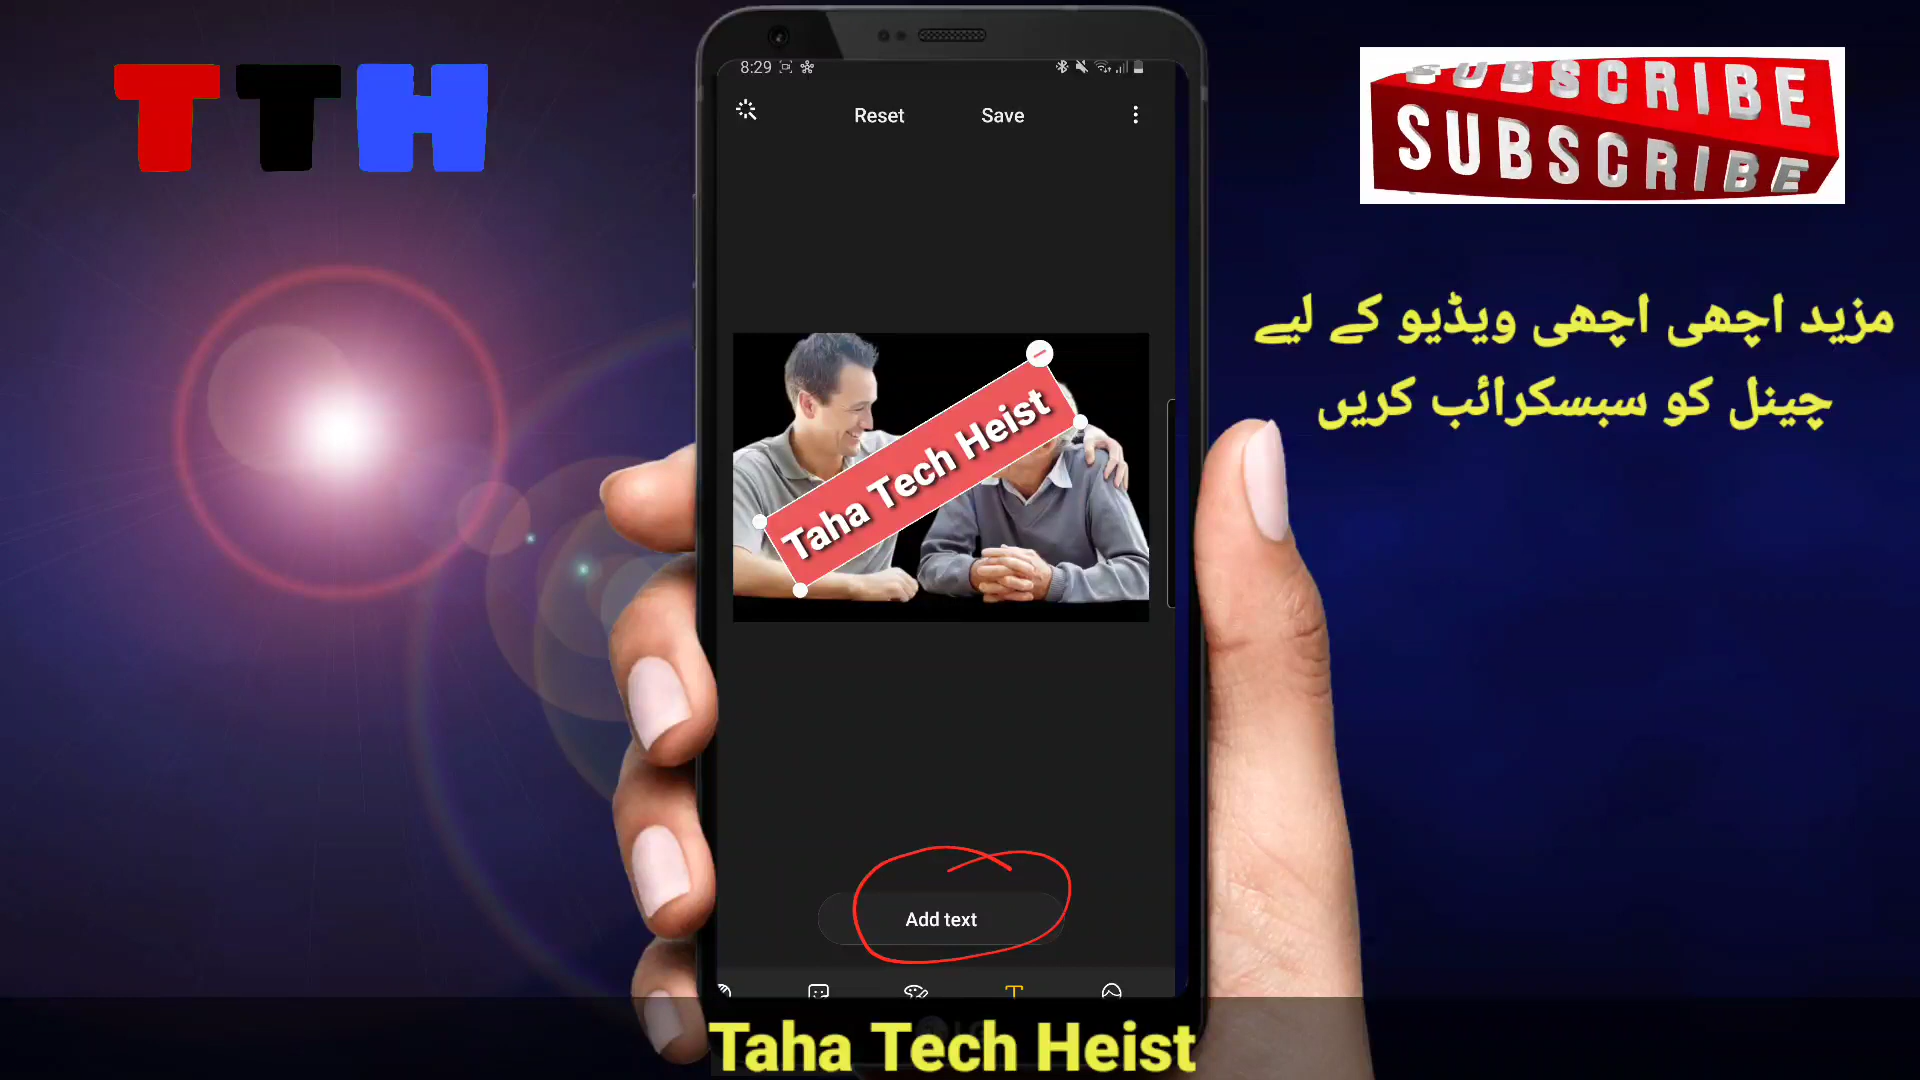 TTH
8:29
Reset
Save
SUBSCRIBE
SUBSCRIBE
مزید اچھی اچھی ویڈیو کے لیے
چینل کو سبسکرائب کریں
Taha Tech Heist
Add text
Taha Tech Heist